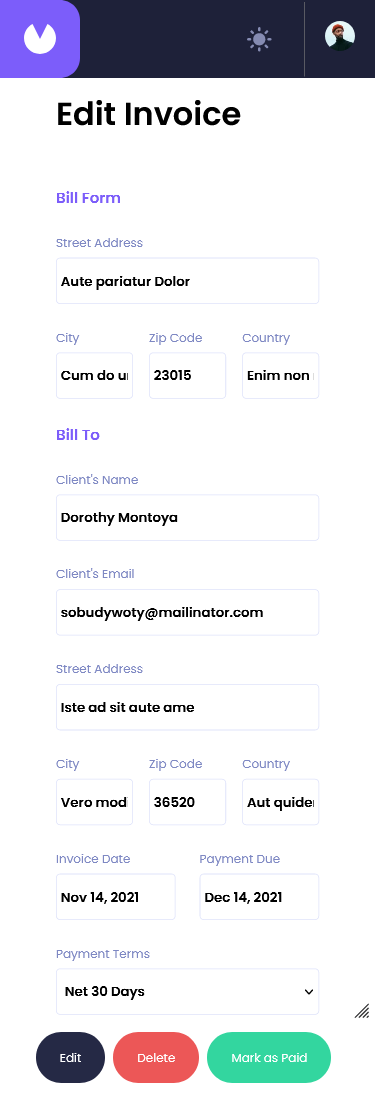 Edit Invoice
Bill Form
Street Address
Aute pariatur Dolor
City Zip Code Country
Cum do 23015 Enim non
Bill To
Client's Name
Dorothy Montoya
Client's Email
sobudywoty@mailinator.com
Street Address
Iste ad sit aute ame
City Zip Code Country
Vero 36520 Aut
Invoice Date Payment Due
Nov 14, 2021 Dec 14, 2021
Payment Terms
Net 30 Days
Edit Delete Mark as Paid